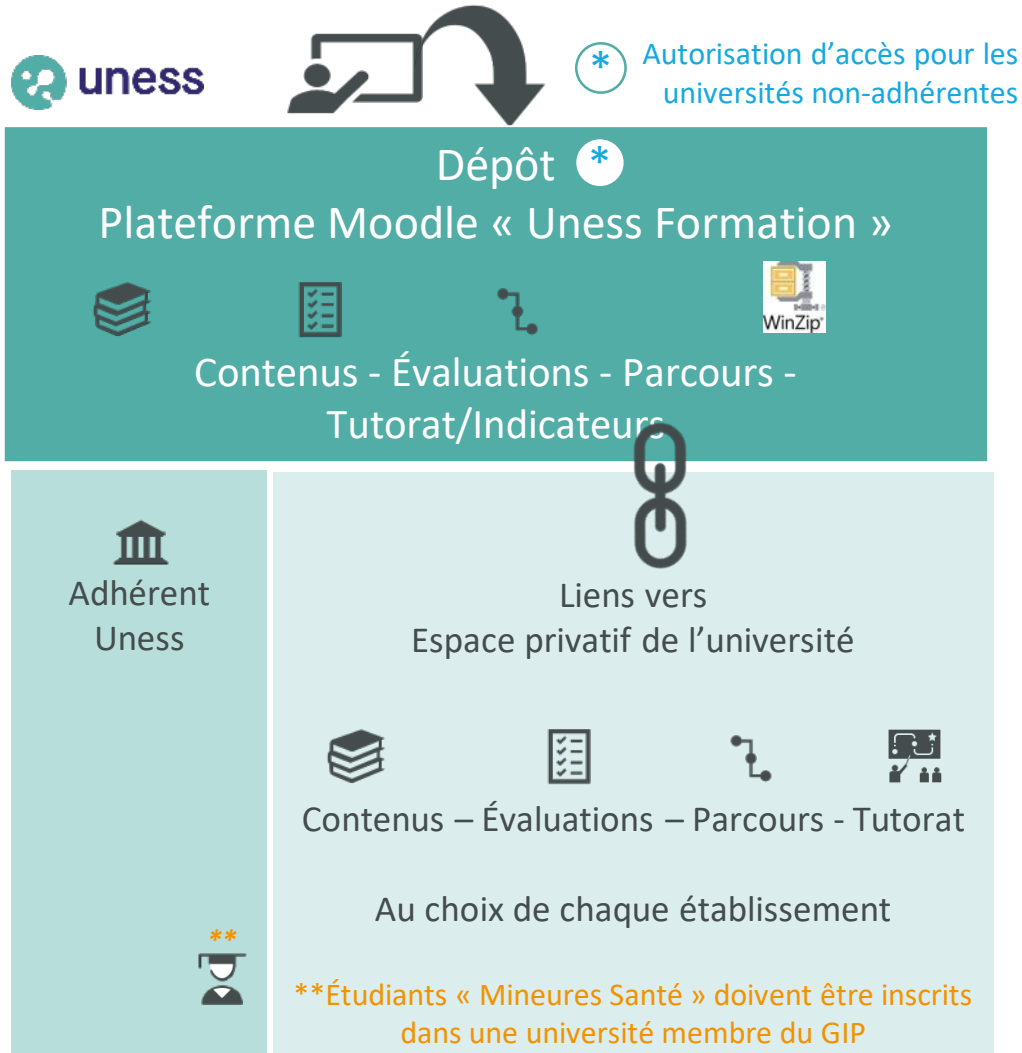 uness
* Autorisation d’accès pour les
universités non-adhérentes
Dépôt *
Plateforme Moodle « Uness Formation »
WinZip
Contenus - Évaluations - Parcours -
Tutorat/Indicateurs
Adhérent
Uness
Liens vers
Espace privatif de l’université
Contenus – Évaluations – Parcours - Tutorat
Au choix de chaque établissement
**
**Étudiants « Mineures Santé » doivent être inscrits
dans une université membre du GIP